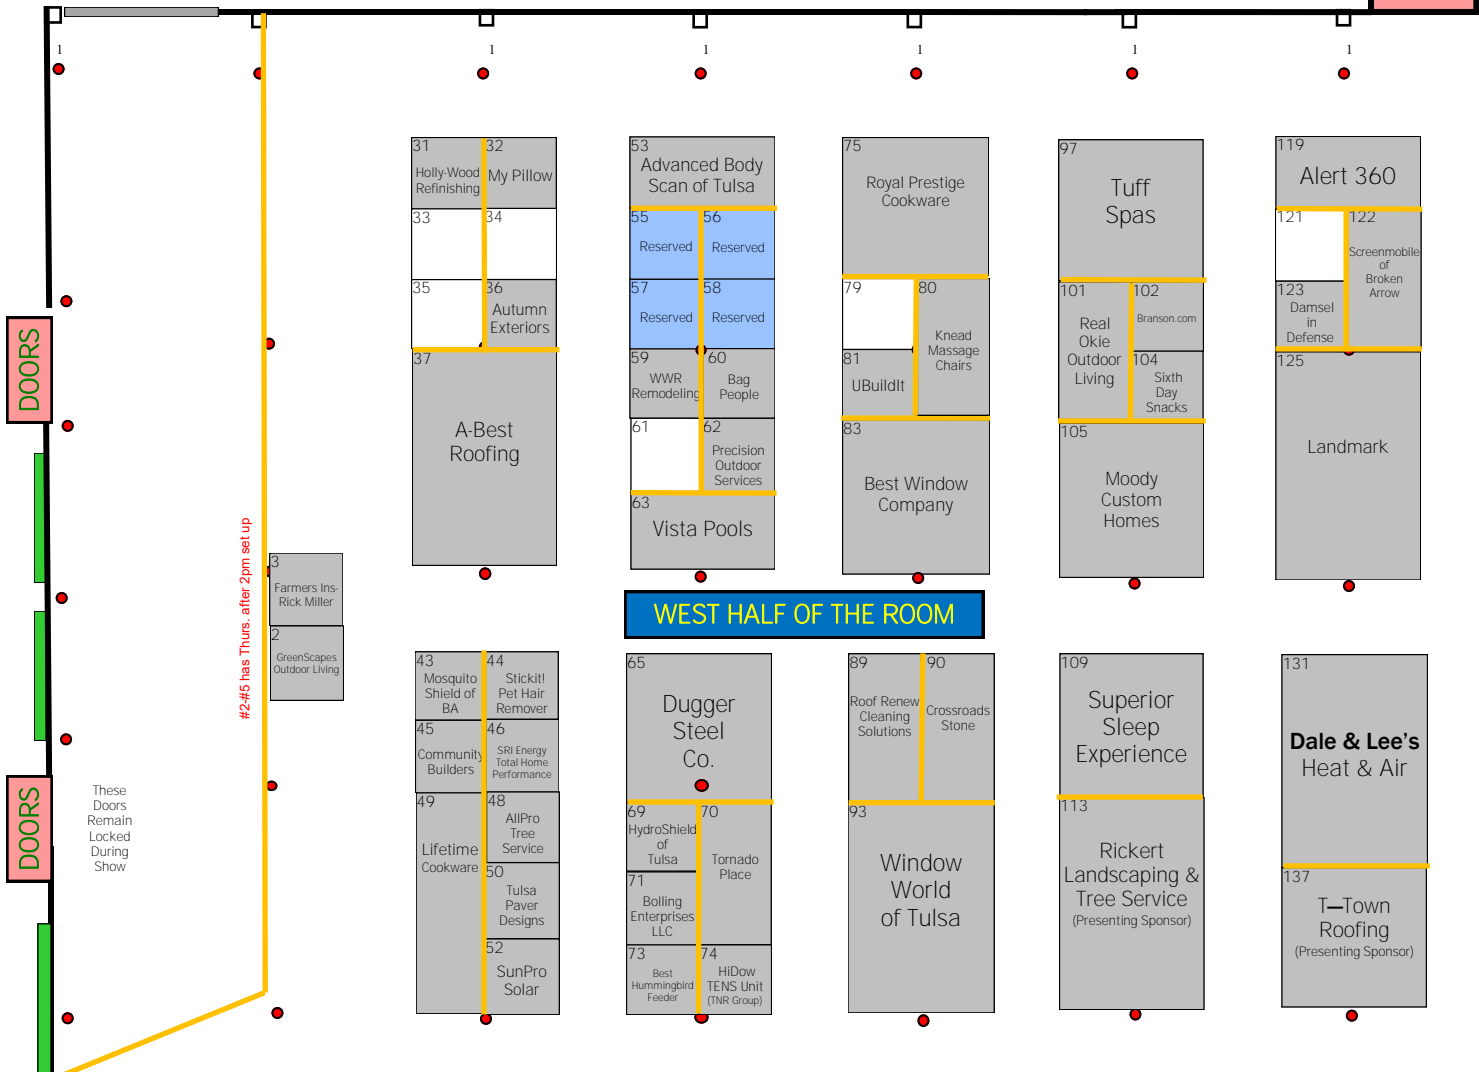 1
1
1
1
1
1
DOORS
DOORS
These
Doors
Remain
Locked
During
Show
#2-#5 has Thurs. after 2pm set up
3
Farmers Ins-
Rick Miller
2
GreenScapes
Outdoor Living
31
Holly-Wood
Refinishing
32
My Pillow
33
34
35
36
Autumn
Exteriors
37
A-Best
Roofing
53
Advanced Body
Scan of Tulsa
55
Reserved
56
Reserved
57
Reserved
58
Reserved
59
WWR
Remodeling
60
Bag
People
61
62
Precision
Outdoor
Services
63
Vista Pools
75
Royal Prestige
Cookware
79
80
Knead
Massage
Chairs
81
UBuildIt
83
Best Window
Company
97
Tuff
Spas
101
Real
Okie
Outdoor
Living
102
Branson.com
104
Sixth
Day
Snacks
105
Moody
Custom
Homes
119
Alert 360
121
122
Screenmobile
of
Broken
Arrow
123
Damsel
in
Defense
125
Landmark
WEST HALF OF THE ROOM
43
Mosquito
Shield of
BA
44
Stickit!
Pet Hair
Remover
45
Community
Builders
46
SRI Energy
Total Home
Performance
49
Lifetime
Cookware
48
AllPro
Tree
Service
50
Tulsa
Paver
Designs
52
SunPro
Solar
65
Dugger
Steel
Co.
69
HydroShield
of
Tulsa
70
Tornado
Place
71
Bolling
Enterprises
LLC
73
Best
Hummingbird
Feeder
74
HiDow
TENS Unit
(TNR Group)
89
Roof Renew
Cleaning
Solutions
90
Crossroads
Stone
93
Window
World
of Tulsa
109
Superior
Sleep
Experience
113
Rickert
Landscaping &
Tree Service
(Presenting Sponsor)
131
Dale & Lee's
Heat & Air
137
T—Town
Roofing
(Presenting Sponsor)